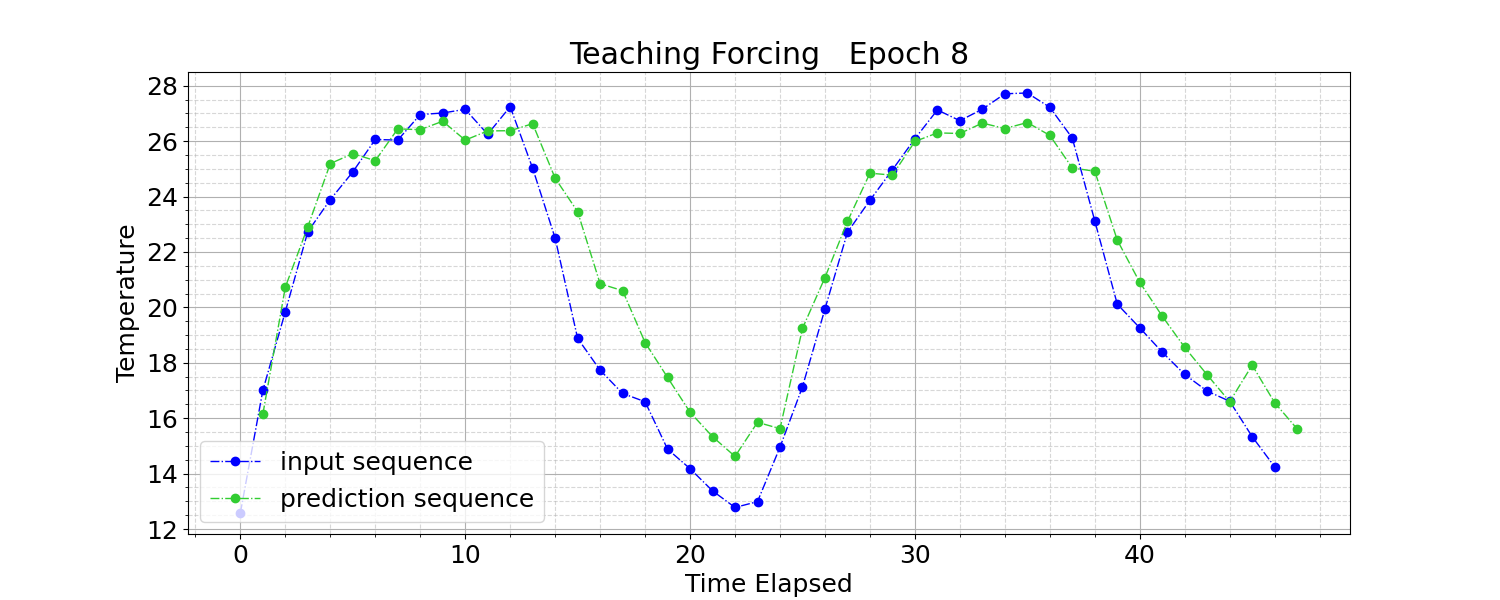 Teaching Forcing   Epoch 8
28
26
24
22
20
18
16
14
12
Temperature
input sequence
prediction sequence
0 10 20 30 40
Time Elapsed